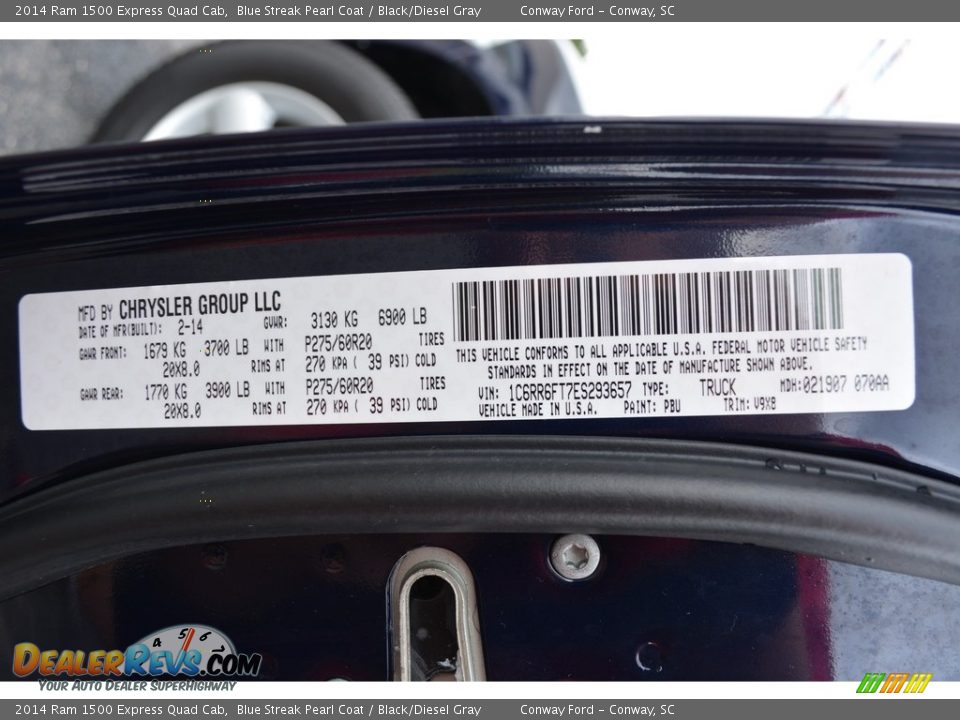 2014 Ram 1500 Express Quad Cab, Blue Streak Pearl Coat / Black/Diesel Gray Conway Ford - Conway, SC
MFD BY CHRYSLER GROUP LLC
DATE OF MFR(BUILT): 2-14 GVWR: 3130 KG 6900 LB
GAWR FRONT: 1679 KG 3700 LB WITH P275/60R20 TIRES
20X8.0 RIMS AT 270 KPA ( 39 PSI) COLD
GAWR REAR: 1770 KG 3900 LB WITH P275/60R20 TIRES
20X8.0 RIMS AT 270 KPA ( 39 PSI) COLD
THIS VEHICLE CONFORMS TO ALL APPLICABLE U.S.A. FEDERAL MOTOR VEHICLE SAFETY
STANDARDS IN EFFECT ON THE DATE OF MANUFACTURE SHOWN ABOVE.
VIN: 1C6RR6FT7ES293657 TYPE: TRUCK MDH:021907 070AA
VEHICLE MADE IN U.S.A. PAINT: PBU TRIM: V9X8
4 5 6
DEALERREVS.COM
YOUR AUTO DEALER SUPERHIGHWAY
2014 Ram 1500 Express Quad Cab, Blue Streak Pearl Coat / Black/Diesel Gray Conway Ford - Conway, SC